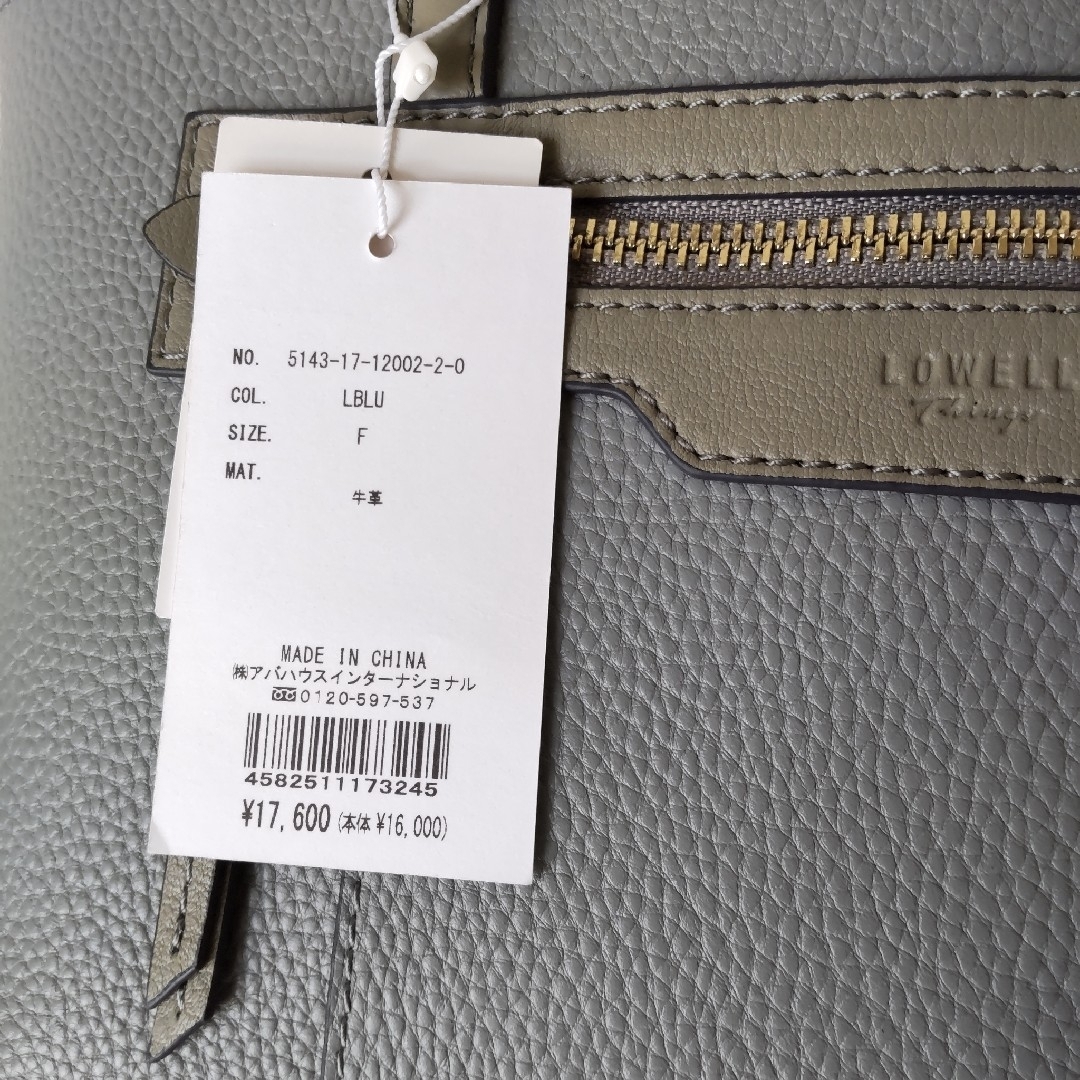 NO. 5143-17-12002-2-0
COL. LBLU
SIZE. F
MAT.
牛革
MADE IN CHINA
㈱アバハウスインターナショナル
0120-597-537
4582511173245
¥17,600 (本体 ¥16,000)
LOWELL
Things